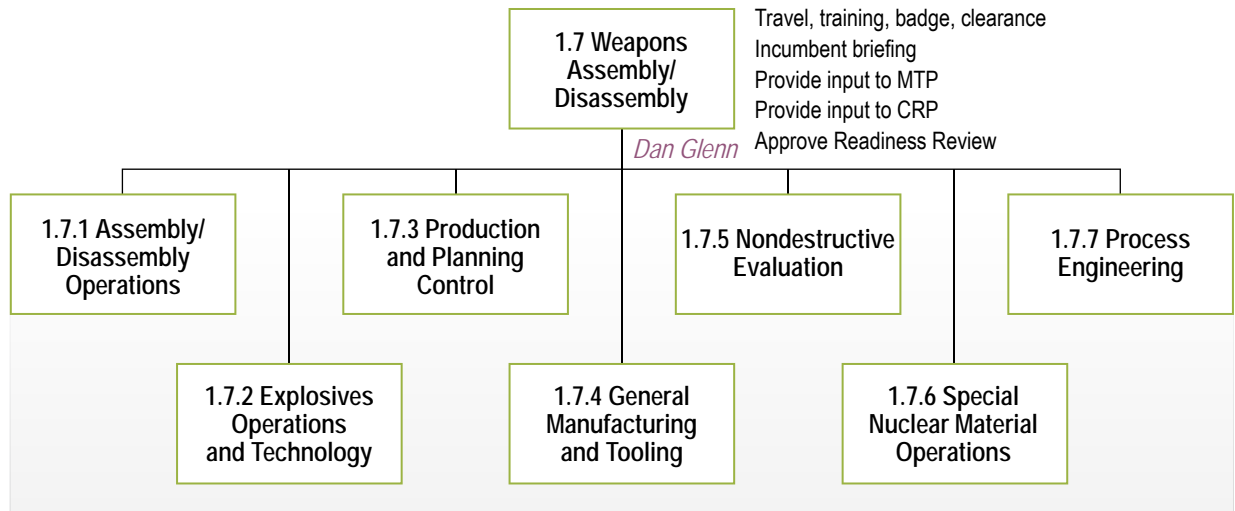 1.7 Weapons
Assembly/
Disassembly
Travel, training, badge, clearance
Incumbent briefing
Provide input to MTP
Provide input to CRP
Approve Readiness Review
Dan Glenn
1.7.1 Assembly/
Disassembly
Operations
1.7.3 Production
and Planning
Control
1.7.5 Nondestructive
Evaluation
1.7.7 Process
Engineering
1.7.2 Explosives
Operations
and Technology
1.7.4 General
Manufacturing
and Tooling
1.7.6 Special
Nuclear Material
Operations